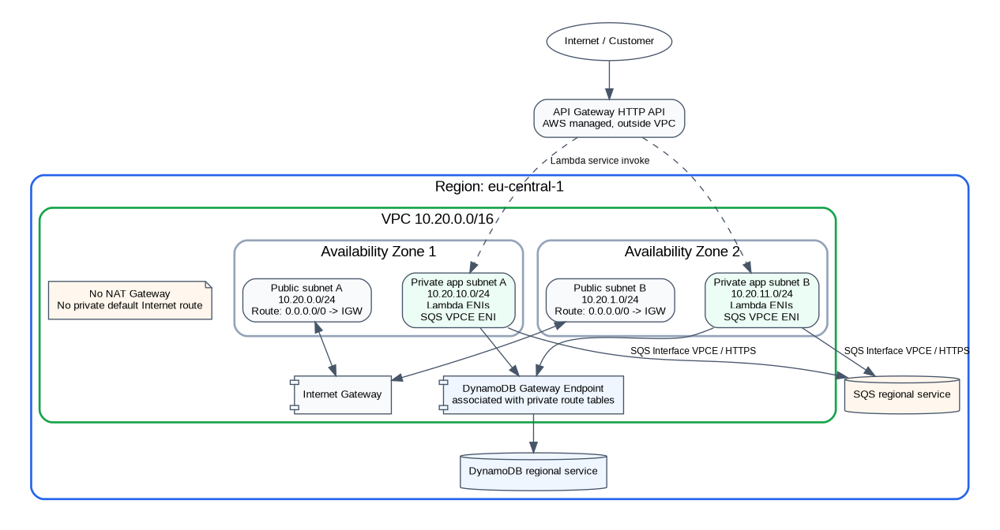 Internet / Customer
API Gateway HTTP API
AWS managed, outside VPC
Lambda service invoke
Region: eu-central-1
VPC 10.20.0.0/16
Availability Zone 1
Availability Zone 2
No NAT Gateway
No private default Internet route
Public subnet A
10.20.0.0/24
Route: 0.0.0.0/0 -> IGW
Private app subnet A
10.20.10.0/24
Lambda ENIs
SQS VPCE ENI
Public subnet B
10.20.1.0/24
Route: 0.0.0.0/0 -> IGW
Private app subnet B
10.20.11.0/24
Lambda ENIs
SQS VPCE ENI
SQS Interface VPCE / HTTPS
SQS Interface VPCE / HTTPS
Internet Gateway
DynamoDB Gateway Endpoint
associated with private route tables
SQS regional service
DynamoDB regional service